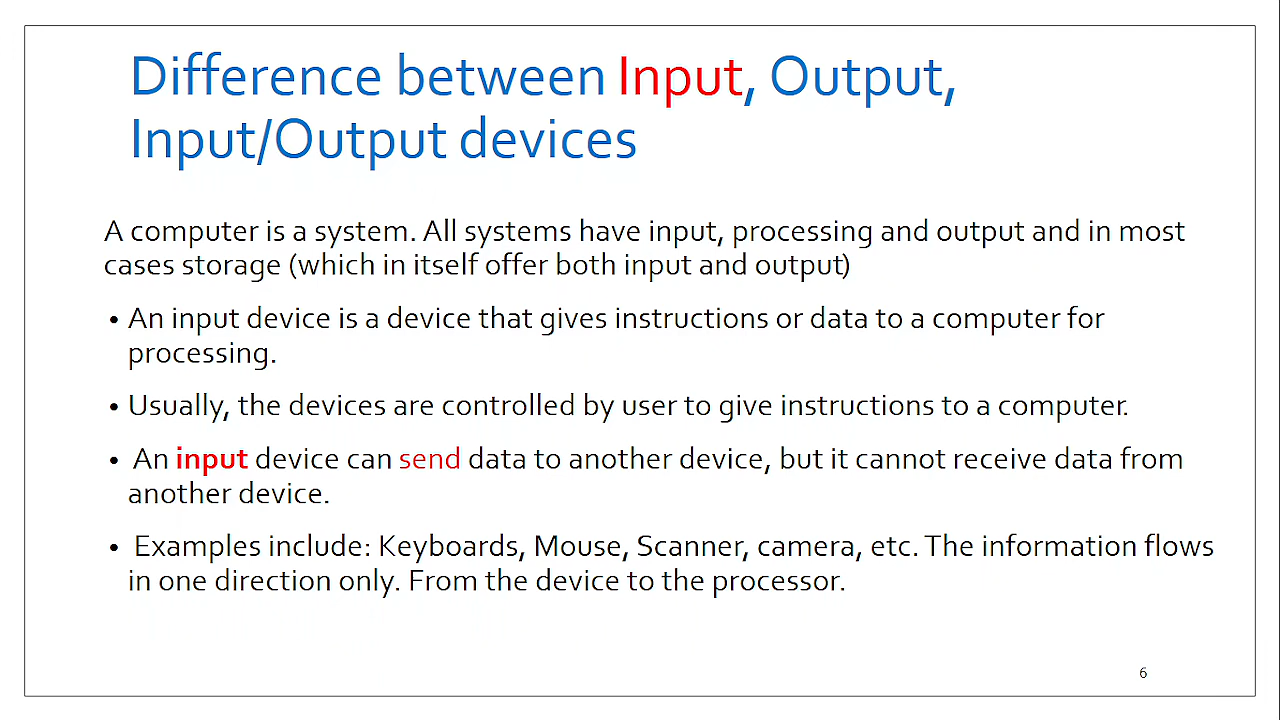 Difference between Input, Output,
Input/Output devices
A computer is a system. All systems have input, processing and output and in most
cases storage (which in itself offer both input and output)
• An input device is a device that gives instructions or data to a computer for
processing.
• Usually, the devices are controlled by user to give instructions to a computer.
• An input device can send data to another device, but it cannot receive data from
another device.
• Examples include: Keyboards, Mouse, Scanner, camera, etc. The information flows
in one direction only. From the device to the processor.
6